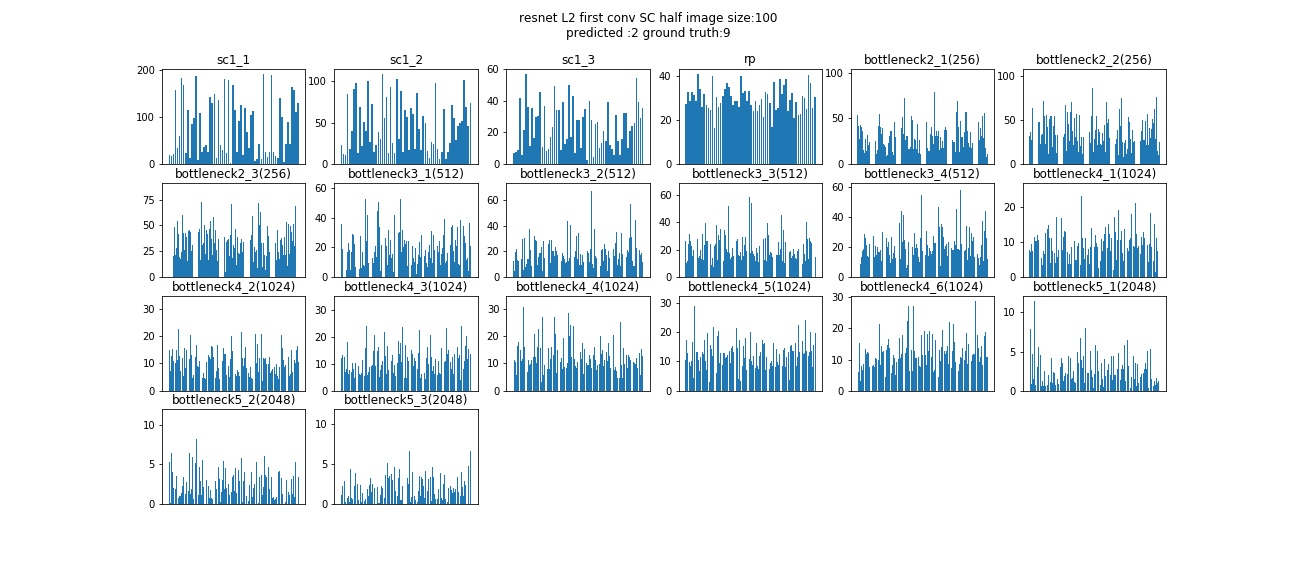 resnet L2 first conv SC half image size:100
predicted :2 ground truth:9
sc1_1 sc1_2 sc1_3 rp bottleneck2_1(256) bottleneck2_2(256)
200 100 60 40 100 100
150
100 50 40 20 50 50
50 20
0 0 0 0 0 0
bottleneck2_3(256) bottleneck3_1(512) bottleneck3_2(512) bottleneck3_3(512) bottleneck3_4(512) bottleneck4_1(1024)
75 60 60 60 60 20
50 40 40 40 40 10
25 20 20 20 20
0 0 0 0 0 0
bottleneck4_2(1024) bottleneck4_3(1024) bottleneck4_4(1024) bottleneck4_5(1024) bottleneck4_6(1024) bottleneck5_1(2048)
30 30 30 30 30 10
20 20 20 20 20 5
10 10 10 10 10
0 0 0 0 0 0
bottleneck5_2(2048) bottleneck5_3(2048)
10 10
5 5
0 0